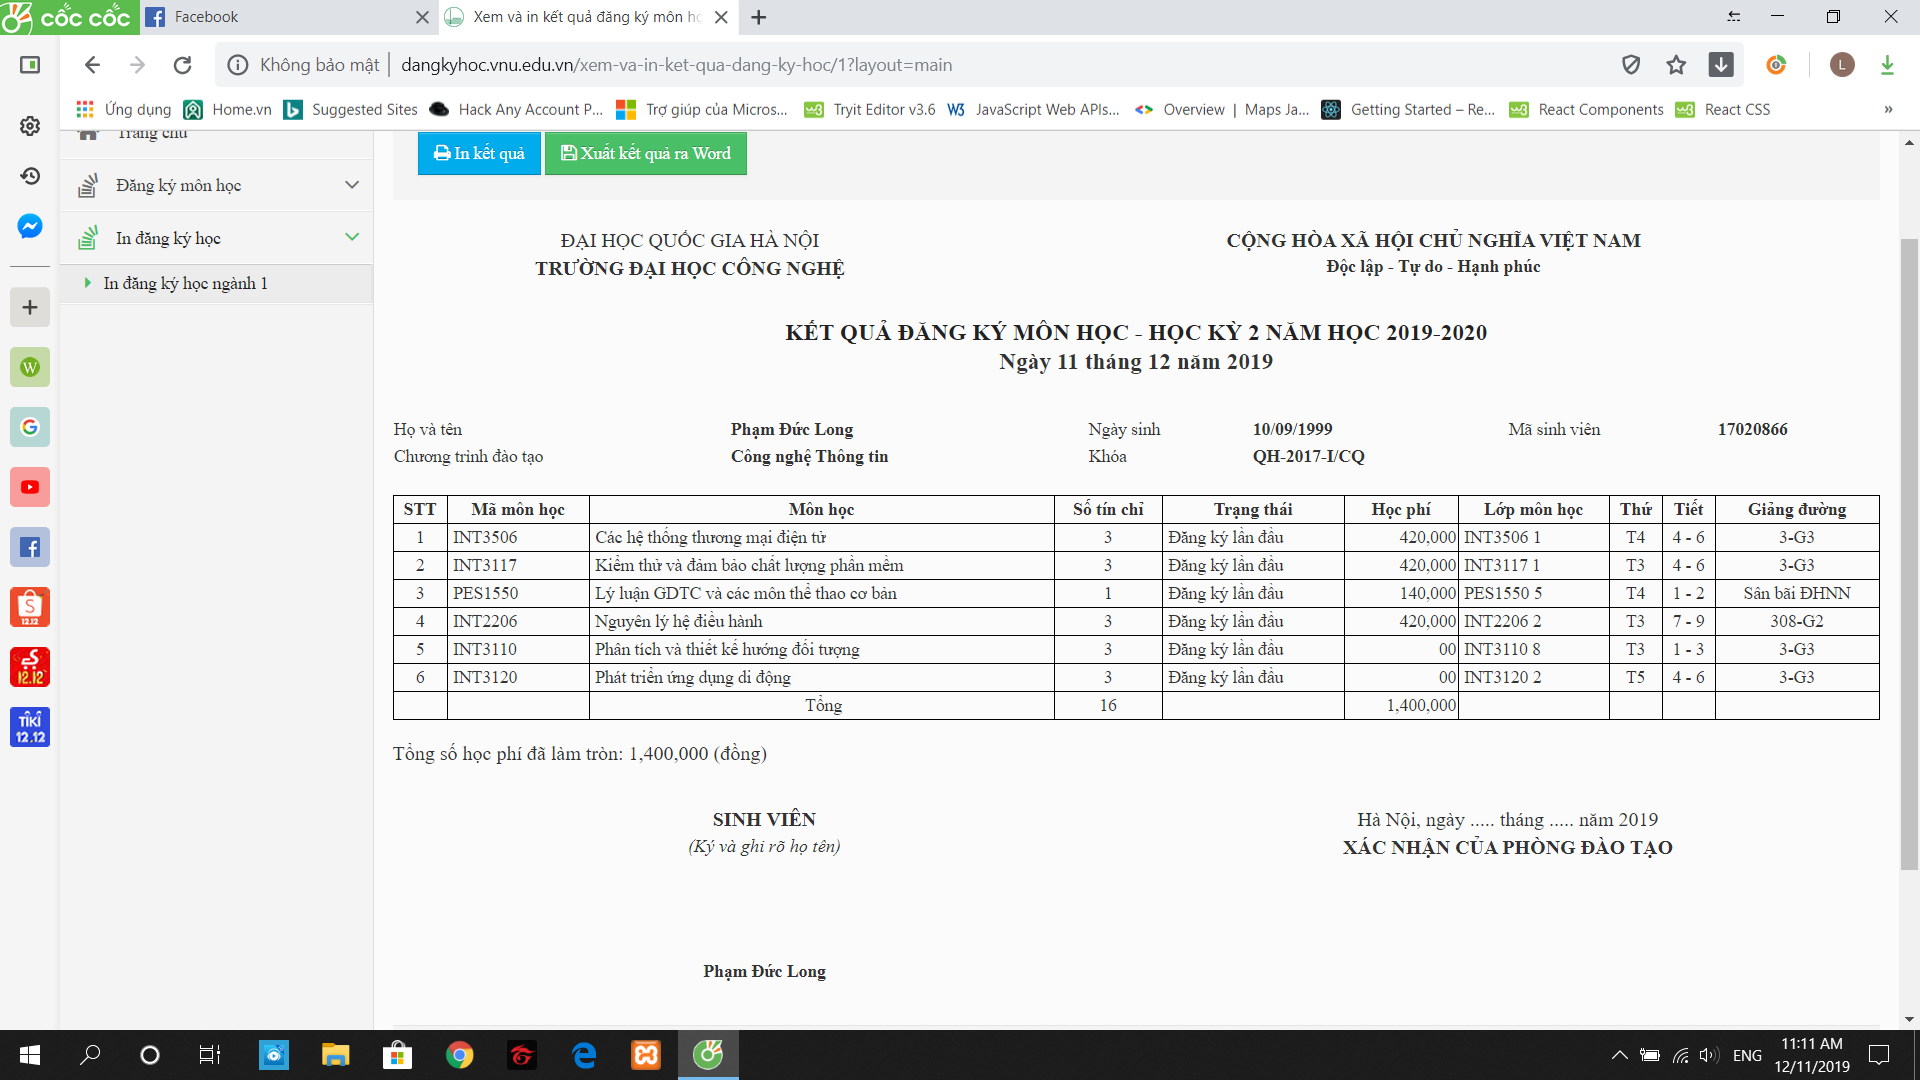 cốc cốc
Facebook
Xem và in kết quả đăng ký môn họ
Không bảo mật
dangkyhoc.vnu.edu.vn/xem-va-in-ket-qua-dang-ky-hoc/1?layout=main
L
Ứng dụng Home.vn Suggested Sites Hack Any Account P... Trợ giúp của Micros... Tryit Editor v3.6 JavaScript Web APIs... Overview | Maps Ja... Getting Started – Re... React Components React CSS »
Trang chủ
In kết quả
Xuất kết quả ra Word
Đăng ký môn học
In đăng ký học
In đăng ký học ngành 1
ĐẠI HỌC QUỐC GIA HÀ NỘI
TRƯỜNG ĐẠI HỌC CÔNG NGHỆ
CỘNG HÒA XÃ HỘI CHỦ NGHĨA VIỆT NAM
Độc lập - Tự do - Hạnh phúc
KẾT QUẢ ĐĂNG KÝ MÔN HỌC - HỌC KỲ 2 NĂM HỌC 2019-2020
Ngày 11 tháng 12 năm 2019
Họ và tên Phạm Đức Long Ngày sinh 10/09/1999 Mã sinh viên 17020866
Chương trình đào tạo Công nghệ Thông tin Khóa QH-2017-I/CQ
STT Mã môn học Môn học Số tín chỉ Trạng thái Học phí Lớp môn học Thứ Tiết Giảng đường
1 INT3506 Các hệ thống thương mại điện tử 3 Đăng ký lần đầu 420,000 INT3506 1 T4 4 - 6 3-G3
2 INT3117 Kiểm thử và đảm bảo chất lượng phần mềm 3 Đăng ký lần đầu 420,000 INT3117 1 T3 4 - 6 3-G3
3 PES1550 Lý luận GDTC và các môn thể thao cơ bản 1 Đăng ký lần đầu 140,000 PES1550 5 T4 1 - 2 Sân bãi ĐHNN
4 INT2206 Nguyên lý hệ điều hành 3 Đăng ký lần đầu 420,000 INT2206 2 T3 7 - 9 308-G2
5 INT3110 Phân tích và thiết kế hướng đối tượng 3 Đăng ký lần đầu 00 INT3110 8 T3 1 - 3 3-G3
6 INT3120 Phát triển ứng dụng di động 3 Đăng ký lần đầu 00 INT3120 2 T5 4 - 6 3-G3
Tổng 16 1,400,000
Tổng số học phí đã làm tròn: 1,400,000 (đồng)
SINH VIÊN
(Ký và ghi rõ họ tên)
Hà Nội, ngày ..... tháng ..... năm 2019
XÁC NHẬN CỦA PHÒNG ĐÀO TẠO
Phạm Đức Long
12.12
12.12
TIKI
12.12
ENG
11:11 AM
12/11/2019